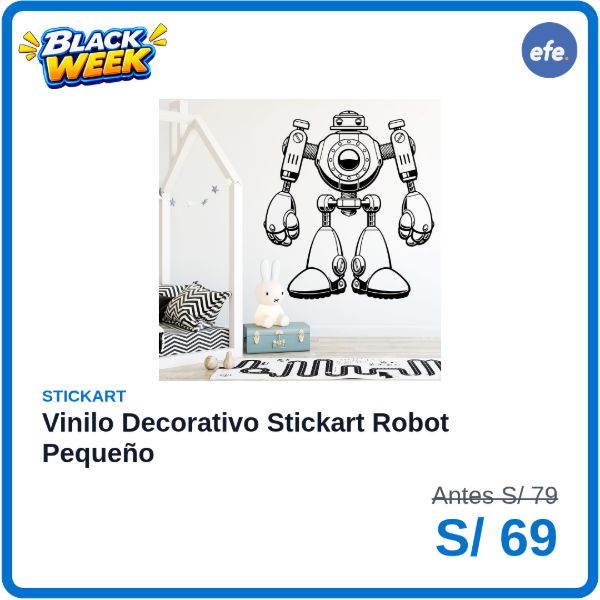 BLACK
WEEK
efe.
STICKART
Vinilo Decorativo Stickart Robot
Pequeño
Antes S/ 79
S/ 69